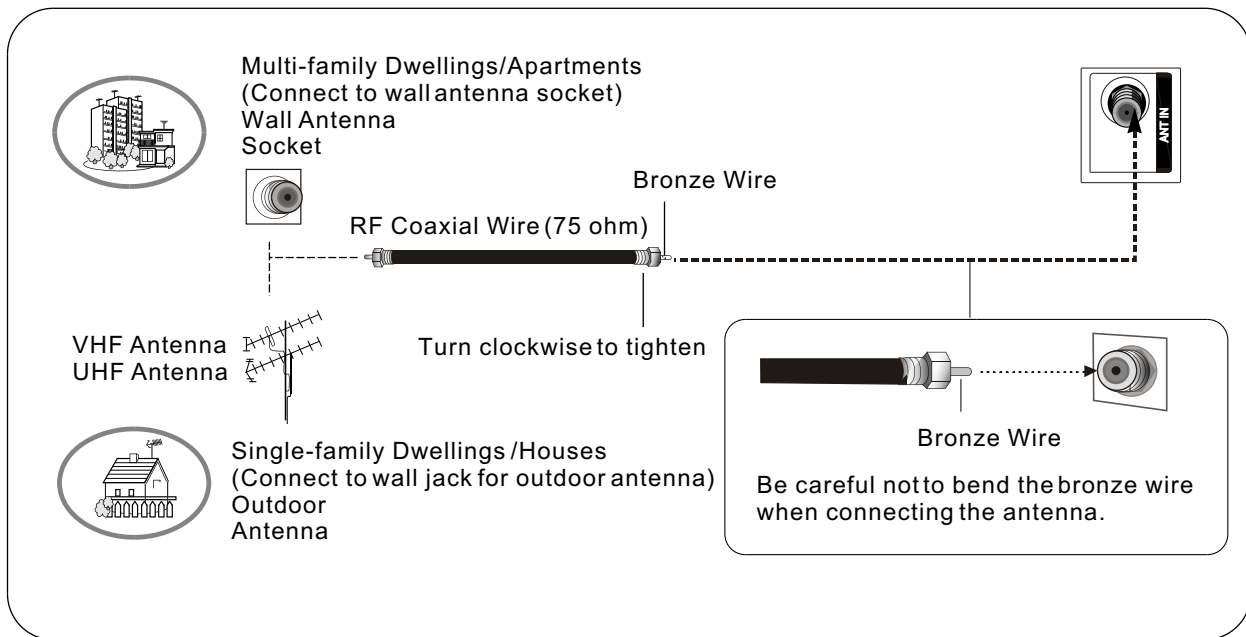 Multi-family Dwellings/Apartments
(Connect to wall antenna socket)
Wall Antenna
Socket
ANT IN
Bronze Wire
RF Coaxial Wire (75 ohm)
VHF Antenna
UHF Antenna
Turn clockwise to tighten
Bronze Wire
Be careful not to bend the bronze wire
when connecting the antenna.
Single-family Dwellings /Houses
(Connect to wall jack for outdoor antenna)
Outdoor
Antenna